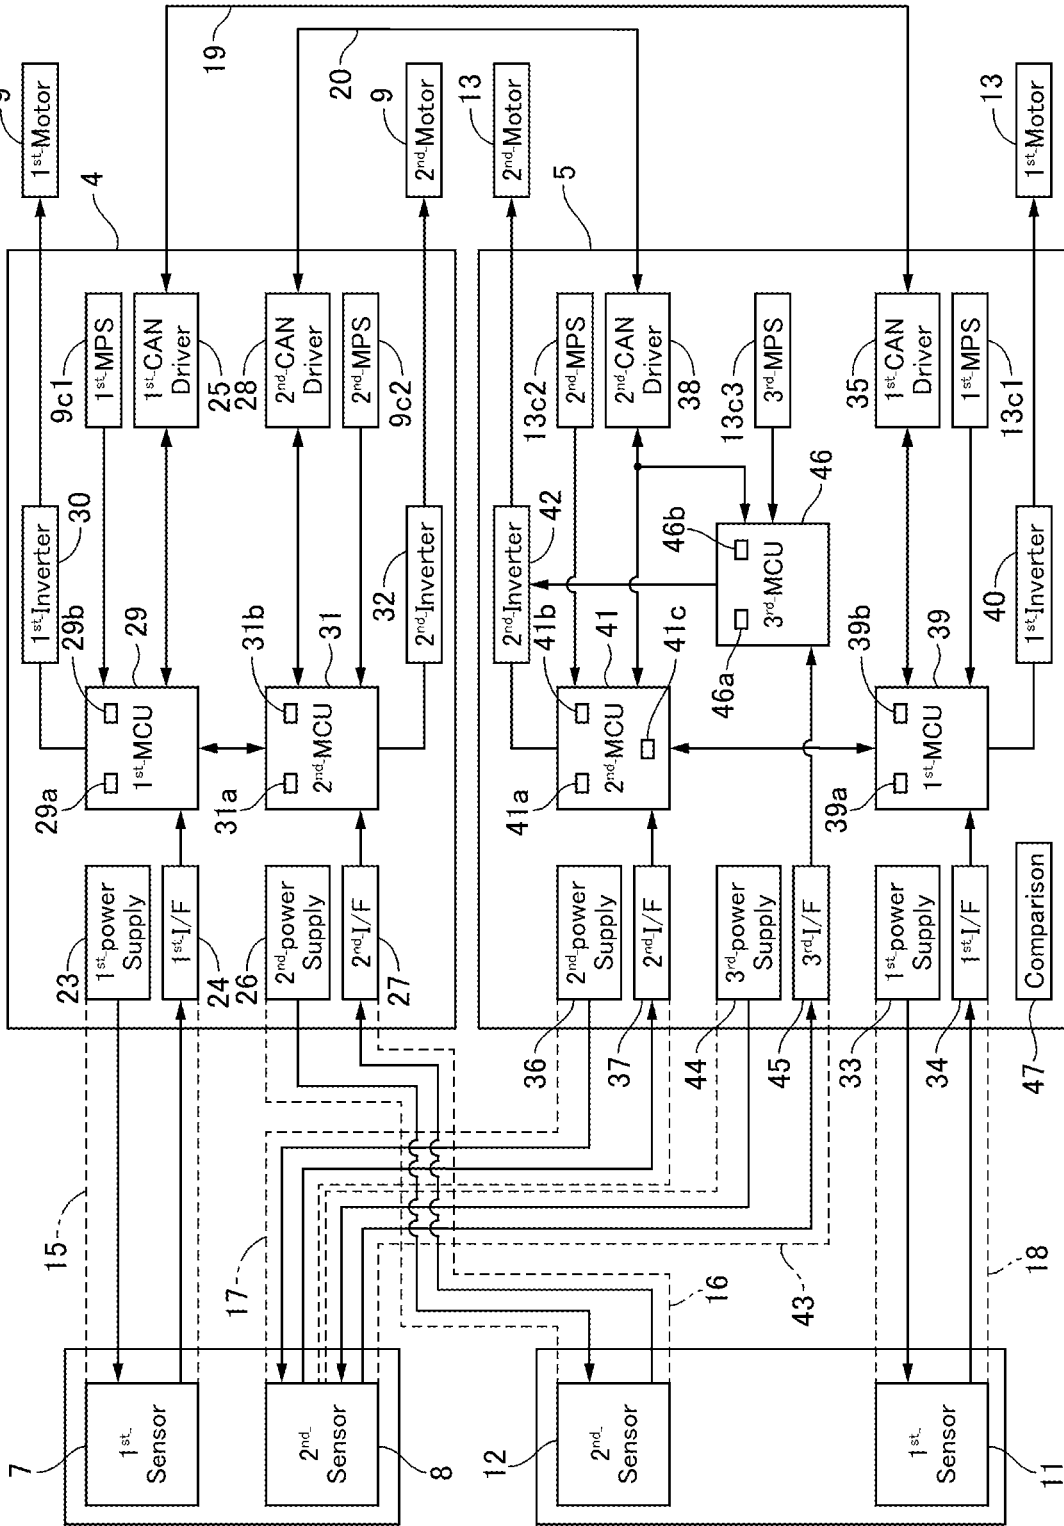 19
20
9
1st-Motor
4
9
2nd-Motor
13
2nd-Motor
5
13
1st-Motor
9c1
1st-MPS
1st-CAN
Driver
25
28
2nd-CAN
Driver
2nd-MPS
9c2
13c2
2nd-MPS
2nd-CAN
Driver
38
13c3
3rd-MPS
35
1st-CAN
Driver
1st-MPS
13c1
1st-Inverter
30
32
2nd-Inverter
2nd-Inverter
42
46b
46
3rd-MCU
46a
40
1st-Inverter
29b
29
1st-MCU
29a
31b
31
2nd-MCU
31a
41b
41
2nd-MCU
41c
41a
39b
39
1st-MCU
39a
23
1st-power
Supply
1st-I/F
24
26
2nd-power
Supply
2nd-I/F
27
2nd-power
Supply
36
2nd-I/F
37
3rd-power
Supply
44
3rd-I/F
45
1st-power
Supply
33
1st-I/F
34
Comparison
47
15
17
16
43
18
7
1st-
Sensor
2nd-
Sensor
8
12
2nd-
Sensor
1st-
Sensor
11